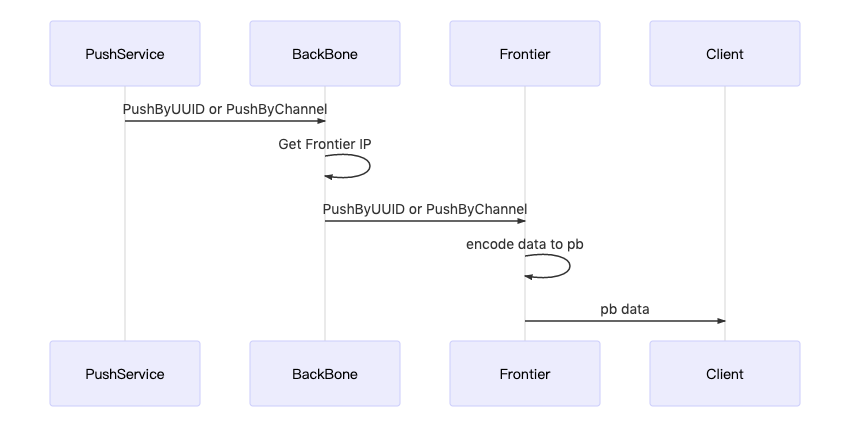 PushService
BackBone
Frontier
Client
PushByUUID or PushByChannel
Get Frontier IP
PushByUUID or PushByChannel
encode data to pb
pb data
PushService
BackBone
Frontier
Client